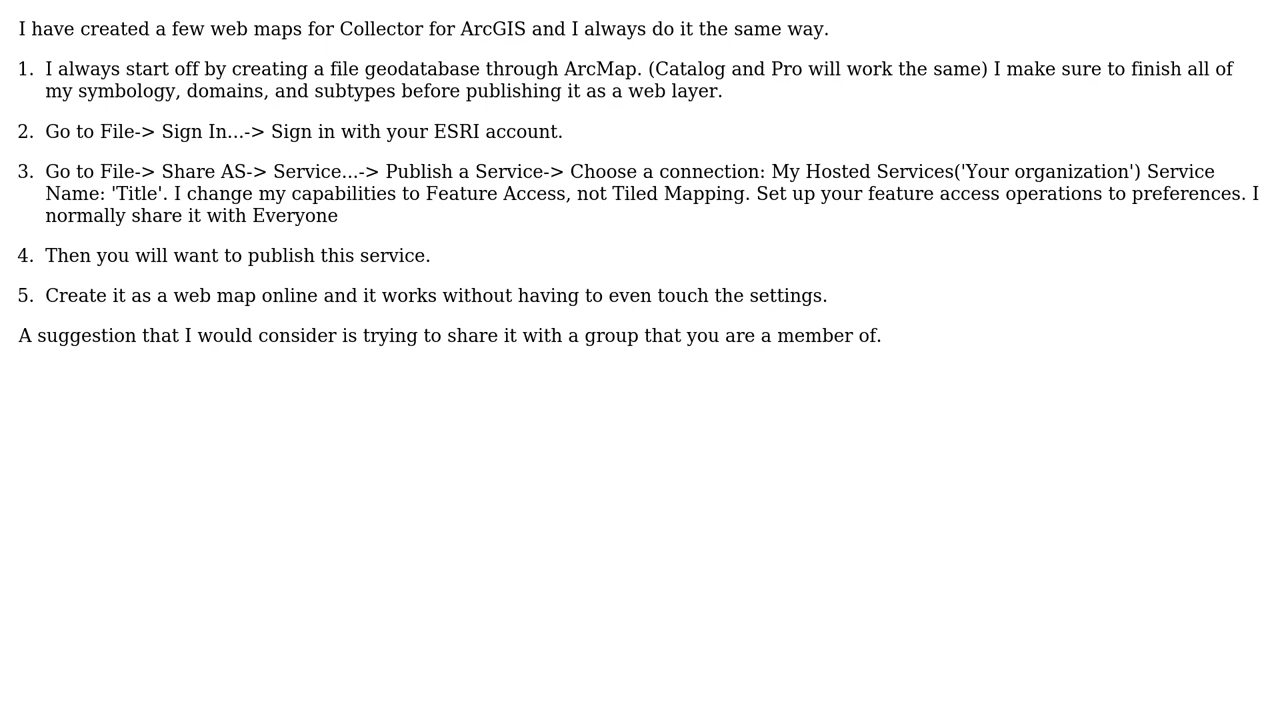 I have created a few web maps for Collector for ArcGIS and I always do it the same way.
1. I always start off by creating a file geodatabase through ArcMap. (Catalog and Pro will work the same) I make sure to finish all of
my symbology, domains, and subtypes before publishing it as a web layer.
2. Go to File-> Sign In...-> Sign in with your ESRI account.
3. Go to File-> Share AS-> Service...-> Publish a Service-> Choose a connection: My Hosted Services('Your organization') Service
Name: 'Title'. I change my capabilities to Feature Access, not Tiled Mapping. Set up your feature access operations to preferences. I
normally share it with Everyone
4. Then you will want to publish this service.
5. Create it as a web map online and it works without having to even touch the settings.
A suggestion that I would consider is trying to share it with a group that you are a member of.